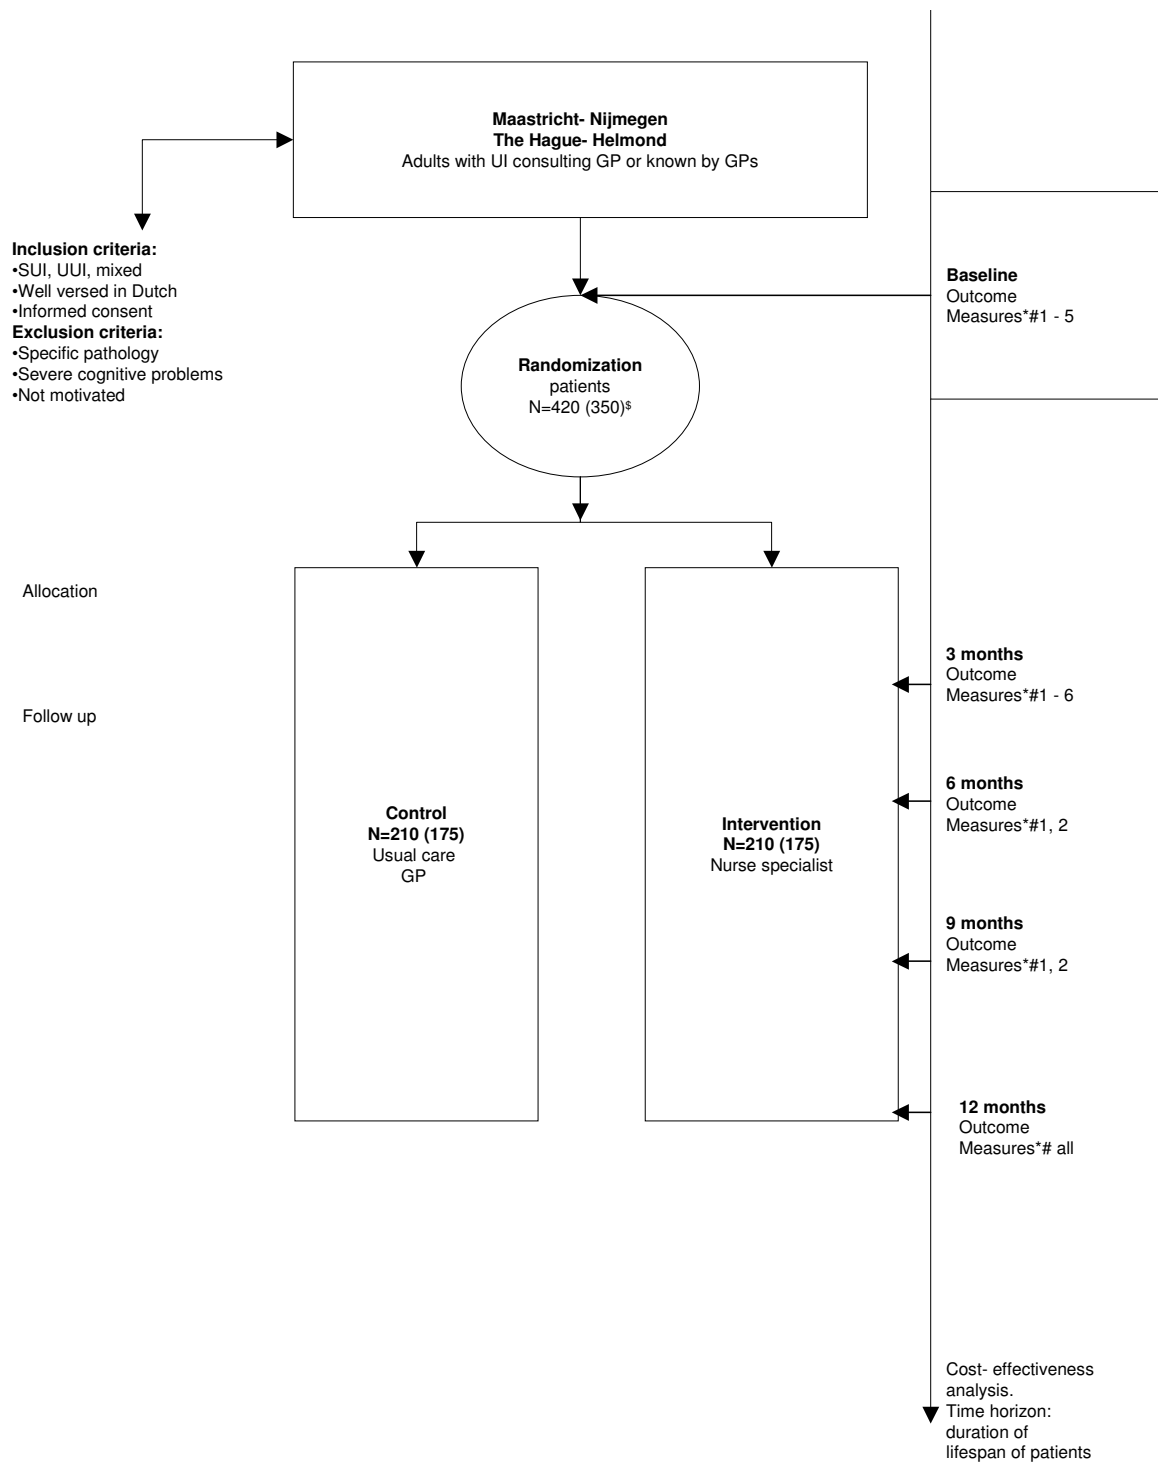 Maastricht- Nijmegen
The Hague- Helmond
Adults with UI consulting GP or known by GPs
Inclusion criteria:
•SUI, UUI, mixed
•Well versed in Dutch
•Informed consent
Exclusion criteria:
•Specific pathology
•Severe cognitive problems
•Not motivated
Baseline
Outcome
Measures*#1 - 5
Randomization
patients
N=420 (350)$
Allocation
Follow up
Control
N=210 (175)
Usual care
GP
Intervention
N=210 (175)
Nurse specialist
3 months
Outcome
Measures*#1 - 6
6 months
Outcome
Measures*#1, 2
9 months
Outcome
Measures*#1, 2
12 months
Outcome
Measures*# all
Cost- effectiveness
analysis.
Time horizon:
duration of
lifespan of patients